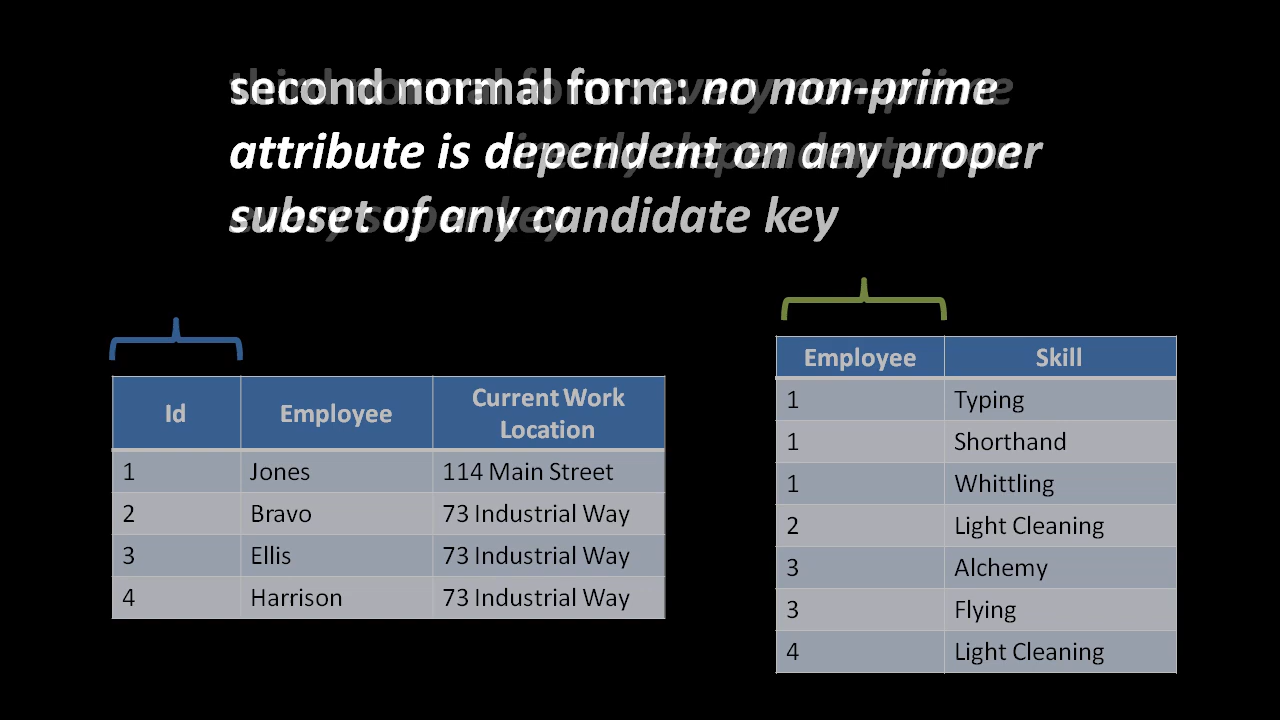 second normal form: no non-prime
attribute is dependent on any proper
subset of any candidate key
Id Employee Current Work Location
1 Jones 114 Main Street
2 Bravo 73 Industrial Way
3 Ellis 73 Industrial Way
4 Harrison 73 Industrial Way
Employee Skill
1 Typing
1 Shorthand
1 Whittling
2 Light Cleaning
3 Alchemy
3 Flying
4 Light Cleaning